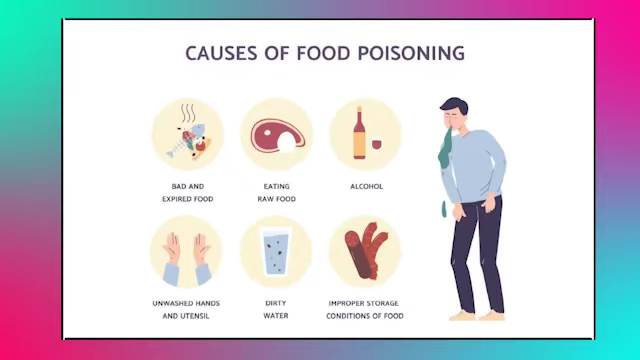 CAUSES OF FOOD POISONING
BAD AND
EXPIRED FOOD
EATING
RAW FOOD
ALCOHOL
UNWASHED HANDS
AND UTENSIL
DIRTY
WATER
IMPROPER STORAGE
CONDITIONS OF FOOD